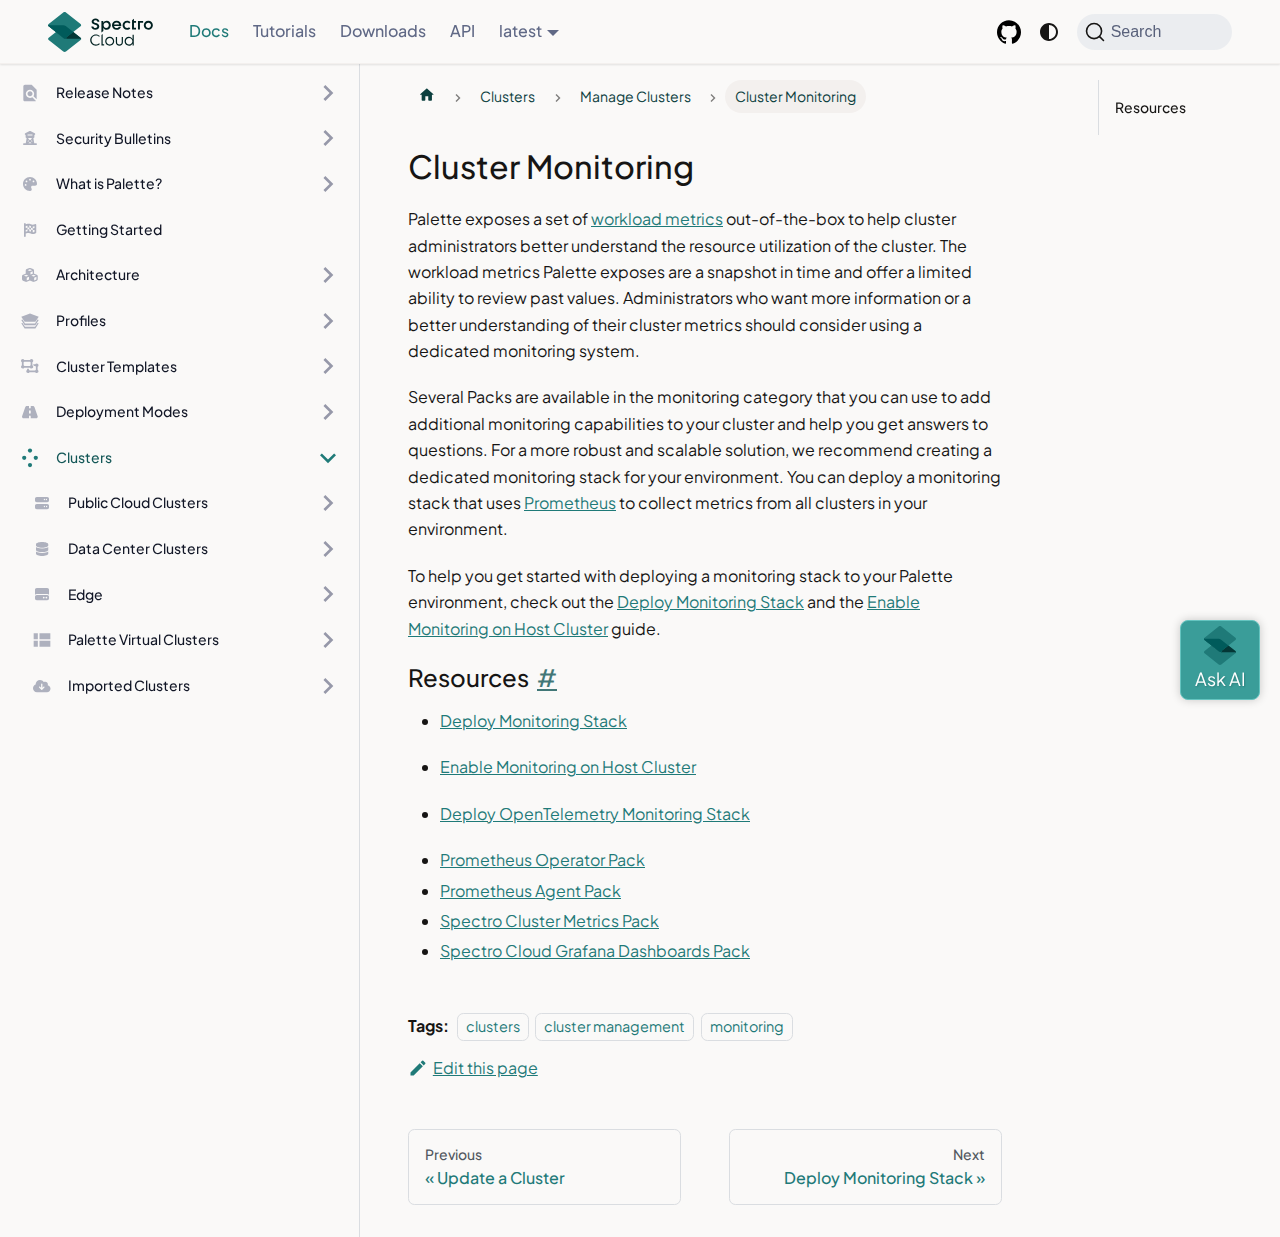 Spectro
Cloud
Docs
Tutorials
Downloads
API
latest
Search
Release Notes
Security Bulletins
What is Palette?
Getting Started
Architecture
Profiles
Cluster Templates
Deployment Modes
Clusters
Public Cloud Clusters
Data Center Clusters
Edge
Palette Virtual Clusters
Imported Clusters
Clusters
Manage Clusters
Cluster Monitoring
Cluster Monitoring
Palette exposes a set of workload metrics out-of-the-box to help cluster
administrators better understand the resource utilization of the cluster. The
workload metrics Palette exposes are a snapshot in time and offer a limited
ability to review past values. Administrators who want more information or a
better understanding of their cluster metrics should consider using a
dedicated monitoring system.
Several Packs are available in the monitoring category that you can use to add
additional monitoring capabilities to your cluster and help you get answers to
questions. For a more robust and scalable solution, we recommend creating a
dedicated monitoring stack for your environment. You can deploy a monitoring
stack that uses Prometheus to collect metrics from all clusters in your
environment.
To help you get started with deploying a monitoring stack to your Palette
environment, check out the Deploy Monitoring Stack and the Enable
Monitoring on Host Cluster guide.
Resources #
Deploy Monitoring Stack
Enable Monitoring on Host Cluster
Deploy OpenTelemetry Monitoring Stack
Prometheus Operator Pack
Prometheus Agent Pack
Spectro Cluster Metrics Pack
Spectro Cloud Grafana Dashboards Pack
Tags: clusters cluster management monitoring
Edit this page
Previous
« Update a Cluster
Next
Deploy Monitoring Stack »
Resources
Ask AI